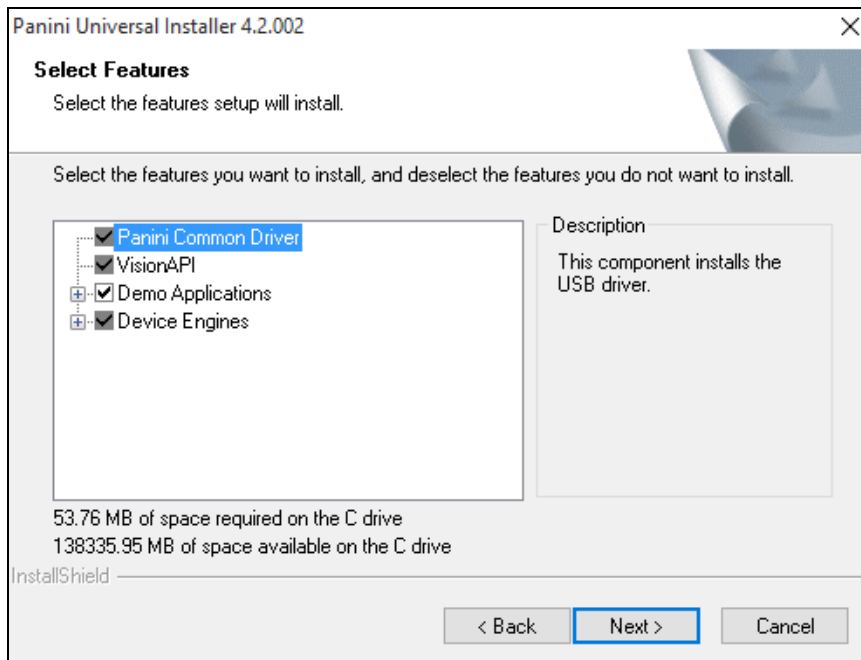 Panini Universal Installer 4.2.002
Select Features
Select the features setup will install.
Select the features you want to install, and deselect the features you do not want to install.
Panini Common Driver
VisionAPI
Demo Applications
Device Engines
Description
This component installs the
USB driver.
53.76 MB of space required on the C drive
138335.95 MB of space available on the C drive
InstallShield
< Back
Next >
Cancel